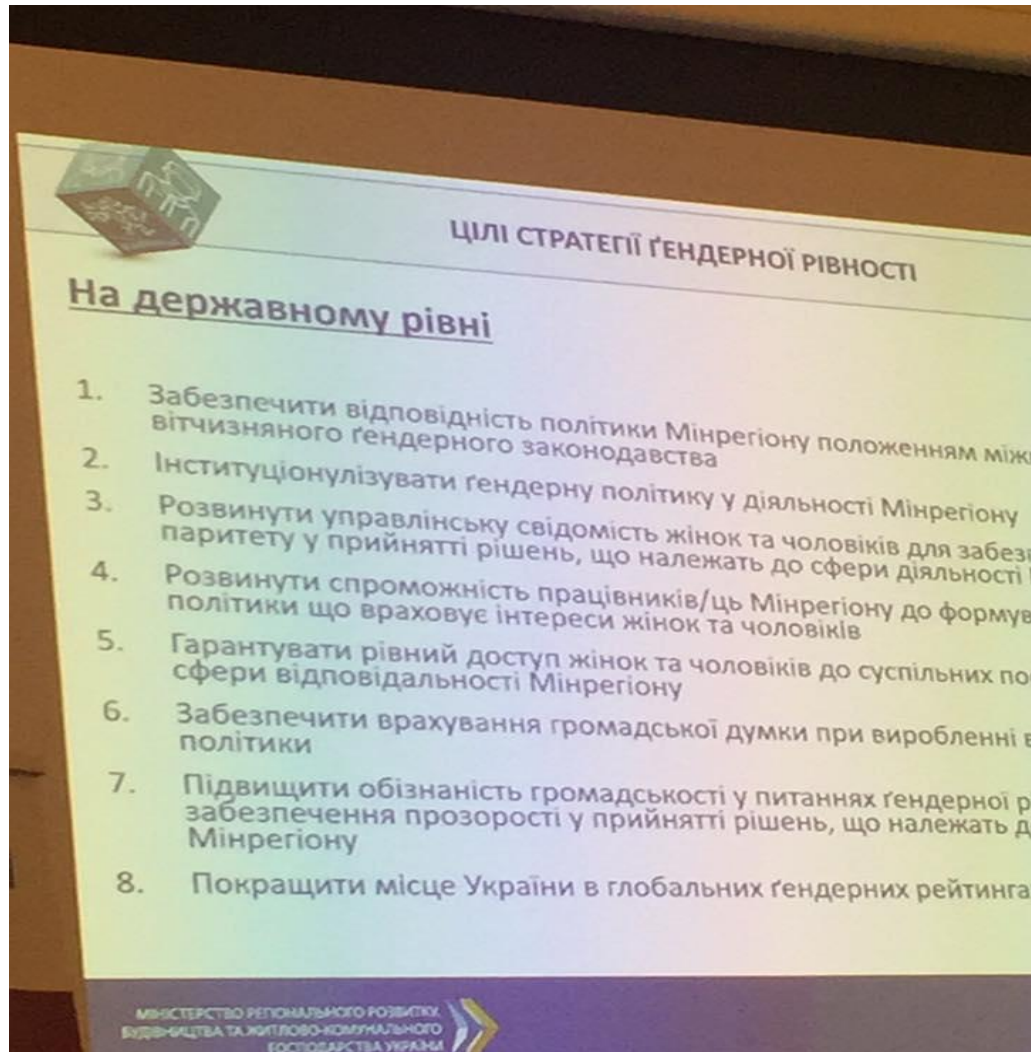 ЦІЛІ СТРАТЕГІЇ ҐЕНДЕРНОЇ РІВНОСТІ
На державному рівні
1. Забезпечити відповідність політики Мінрегіону положенням
вітчизняного ґендерного законодавства
2. Інституціонулізувати ґендерну політику у діяльності Мінрегіону
3. Розвинути управлінську свідомість жінок та чоловіків для
паритету у прийнятті рішень, що належать до сфери діяльності
4. Розвинути спроможність працівників/ць Мінрегіону до
політики що враховує інтереси жінок та чоловіків
5. Гарантувати рівний доступ жінок та чоловіків до суспільних
сфери відповідальності Мінрегіону
6. Забезпечити врахування громадської думки при виробленні
політики
7. Підвищити обізнаність громадськості у питаннях ґендерної
забезпечення прозорості у прийнятті рішень, що належать
Мінрегіону
8. Покращити місце України в глобальних ґендерних
МІНІСТЕРСТВО РЕГІОНАЛЬНОГО РОЗВИТКУ,
БУДІВНИЦТВА ТА ЖИТЛОВО-КОМУНАЛЬНОГО
ГОСПОДАРСТВА УКРАЇНИ